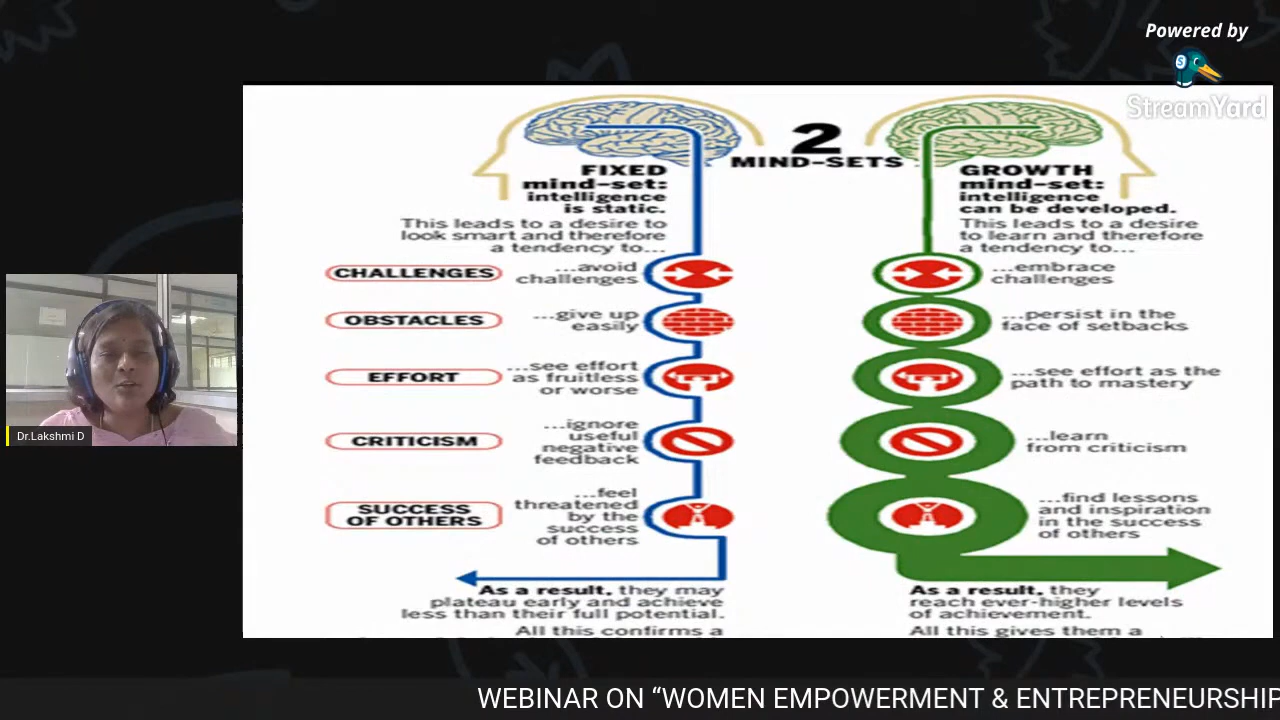 Powered by
StreamYard
2
MIND-SETS
FIXED
mind-set:
intelligence
is static.
This leads to a desire to
look smart and therefore
a tendency to...
GROWTH
mind-set:
intelligence
can be developed.
This leads to a desire
to learn and therefore
a tendency to...
CHALLENGES
...avoid
challenges
...embrace
challenges
OBSTACLES
...give up
easily
...persist in the
face of setbacks
EFFORT
...see effort
as fruitless
or worse
...see effort as the
path to mastery
CRITICISM
...ignore
useful
negative
feedback
...learn
from criticism
SUCCESS
OF OTHERS
...feel
threatened
by the
success
of others
...find lessons
and inspiration
in the success
of others
As a result, they may
plateau early and achieve
less than their full potential.
All this confirms a
As a result, they
reach ever-higher levels
of achievement.
All this gives them a
Dr.Lakshmi D
WEBINAR ON “WOMEN EMPOWERMENT & ENTREPRENEURSHIP